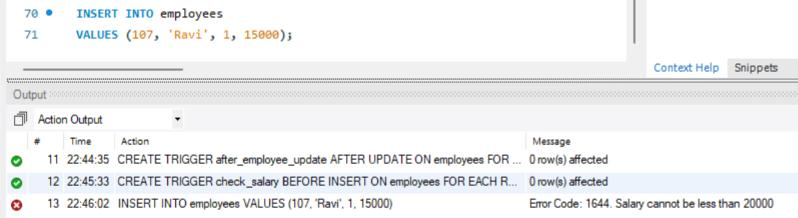 70 INSERT INTO employees
71 VALUES (107, 'Ravi', 1, 15000);
Context Help Snippets
Output
Action Output
# Time Action Message
11 22:44:35 CREATE TRIGGER after_employee_update AFTER UPDATE ON employees FOR ... 0 row(s) affected
12 22:45:33 CREATE TRIGGER check_salary BEFORE INSERT ON employees FOR EACH R... 0 row(s) affected
13 22:46:02 INSERT INTO employees VALUES (107, 'Ravi', 1, 15000) Error Code: 1644. Salary cannot be less than 20000